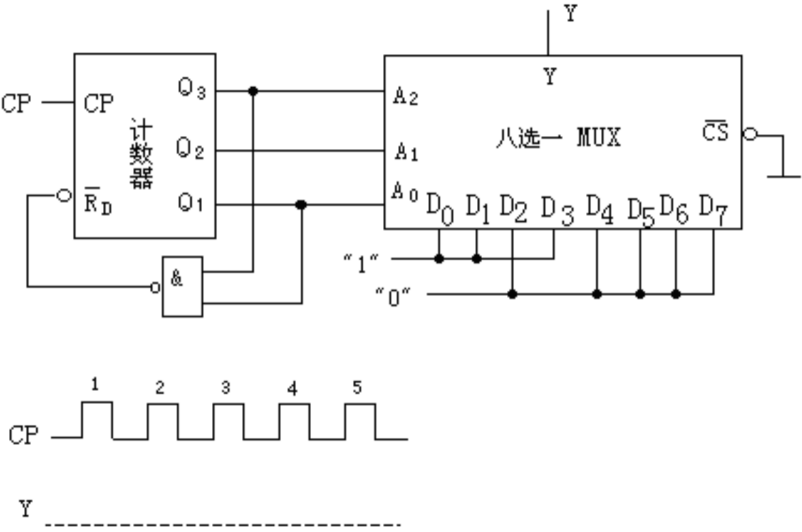 Y
CP
CP
计数器
Q3
Q2
Q1
R̅D
&
A2
A1
A0
Y
八选一 MUX
C̅S̅
D0 D1 D2 D3 D4 D5 D6 D7
"1"
"0"
1 2 3 4 5
CP
Y